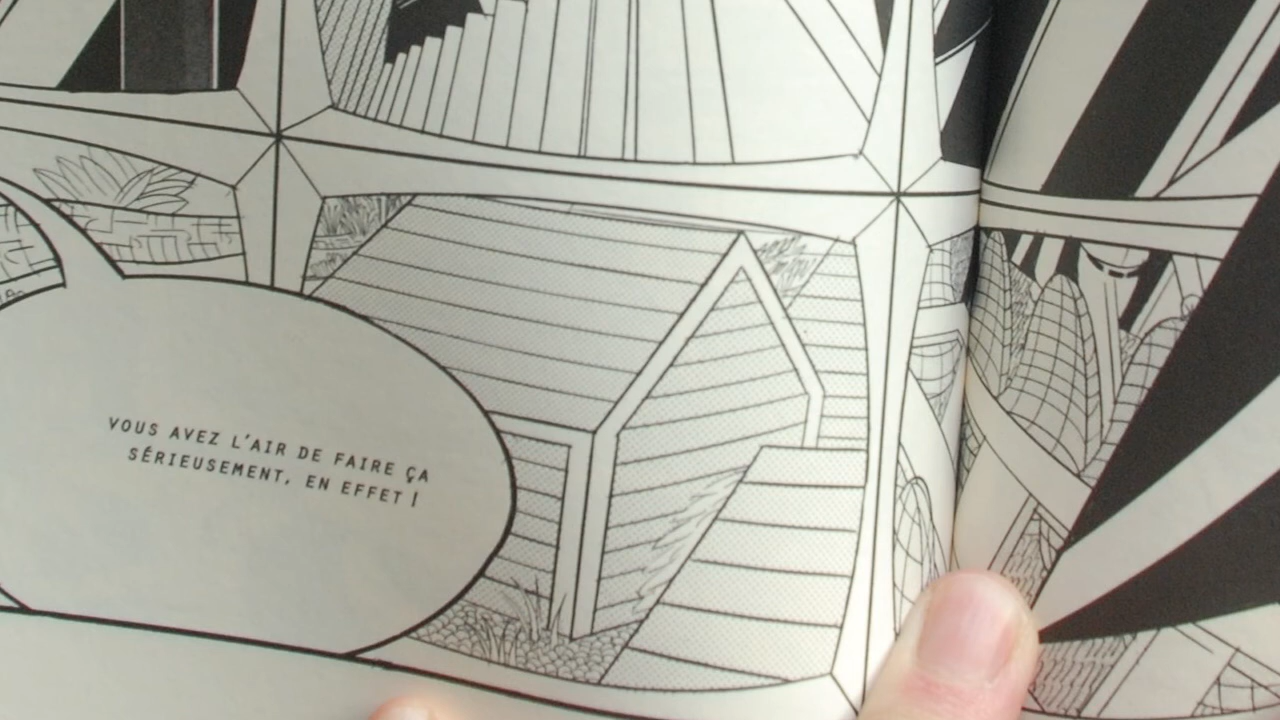 VOUS AVEZ L'AIR DE FAIRE ÇA
SÉRIEUSEMENT, EN EFFET !